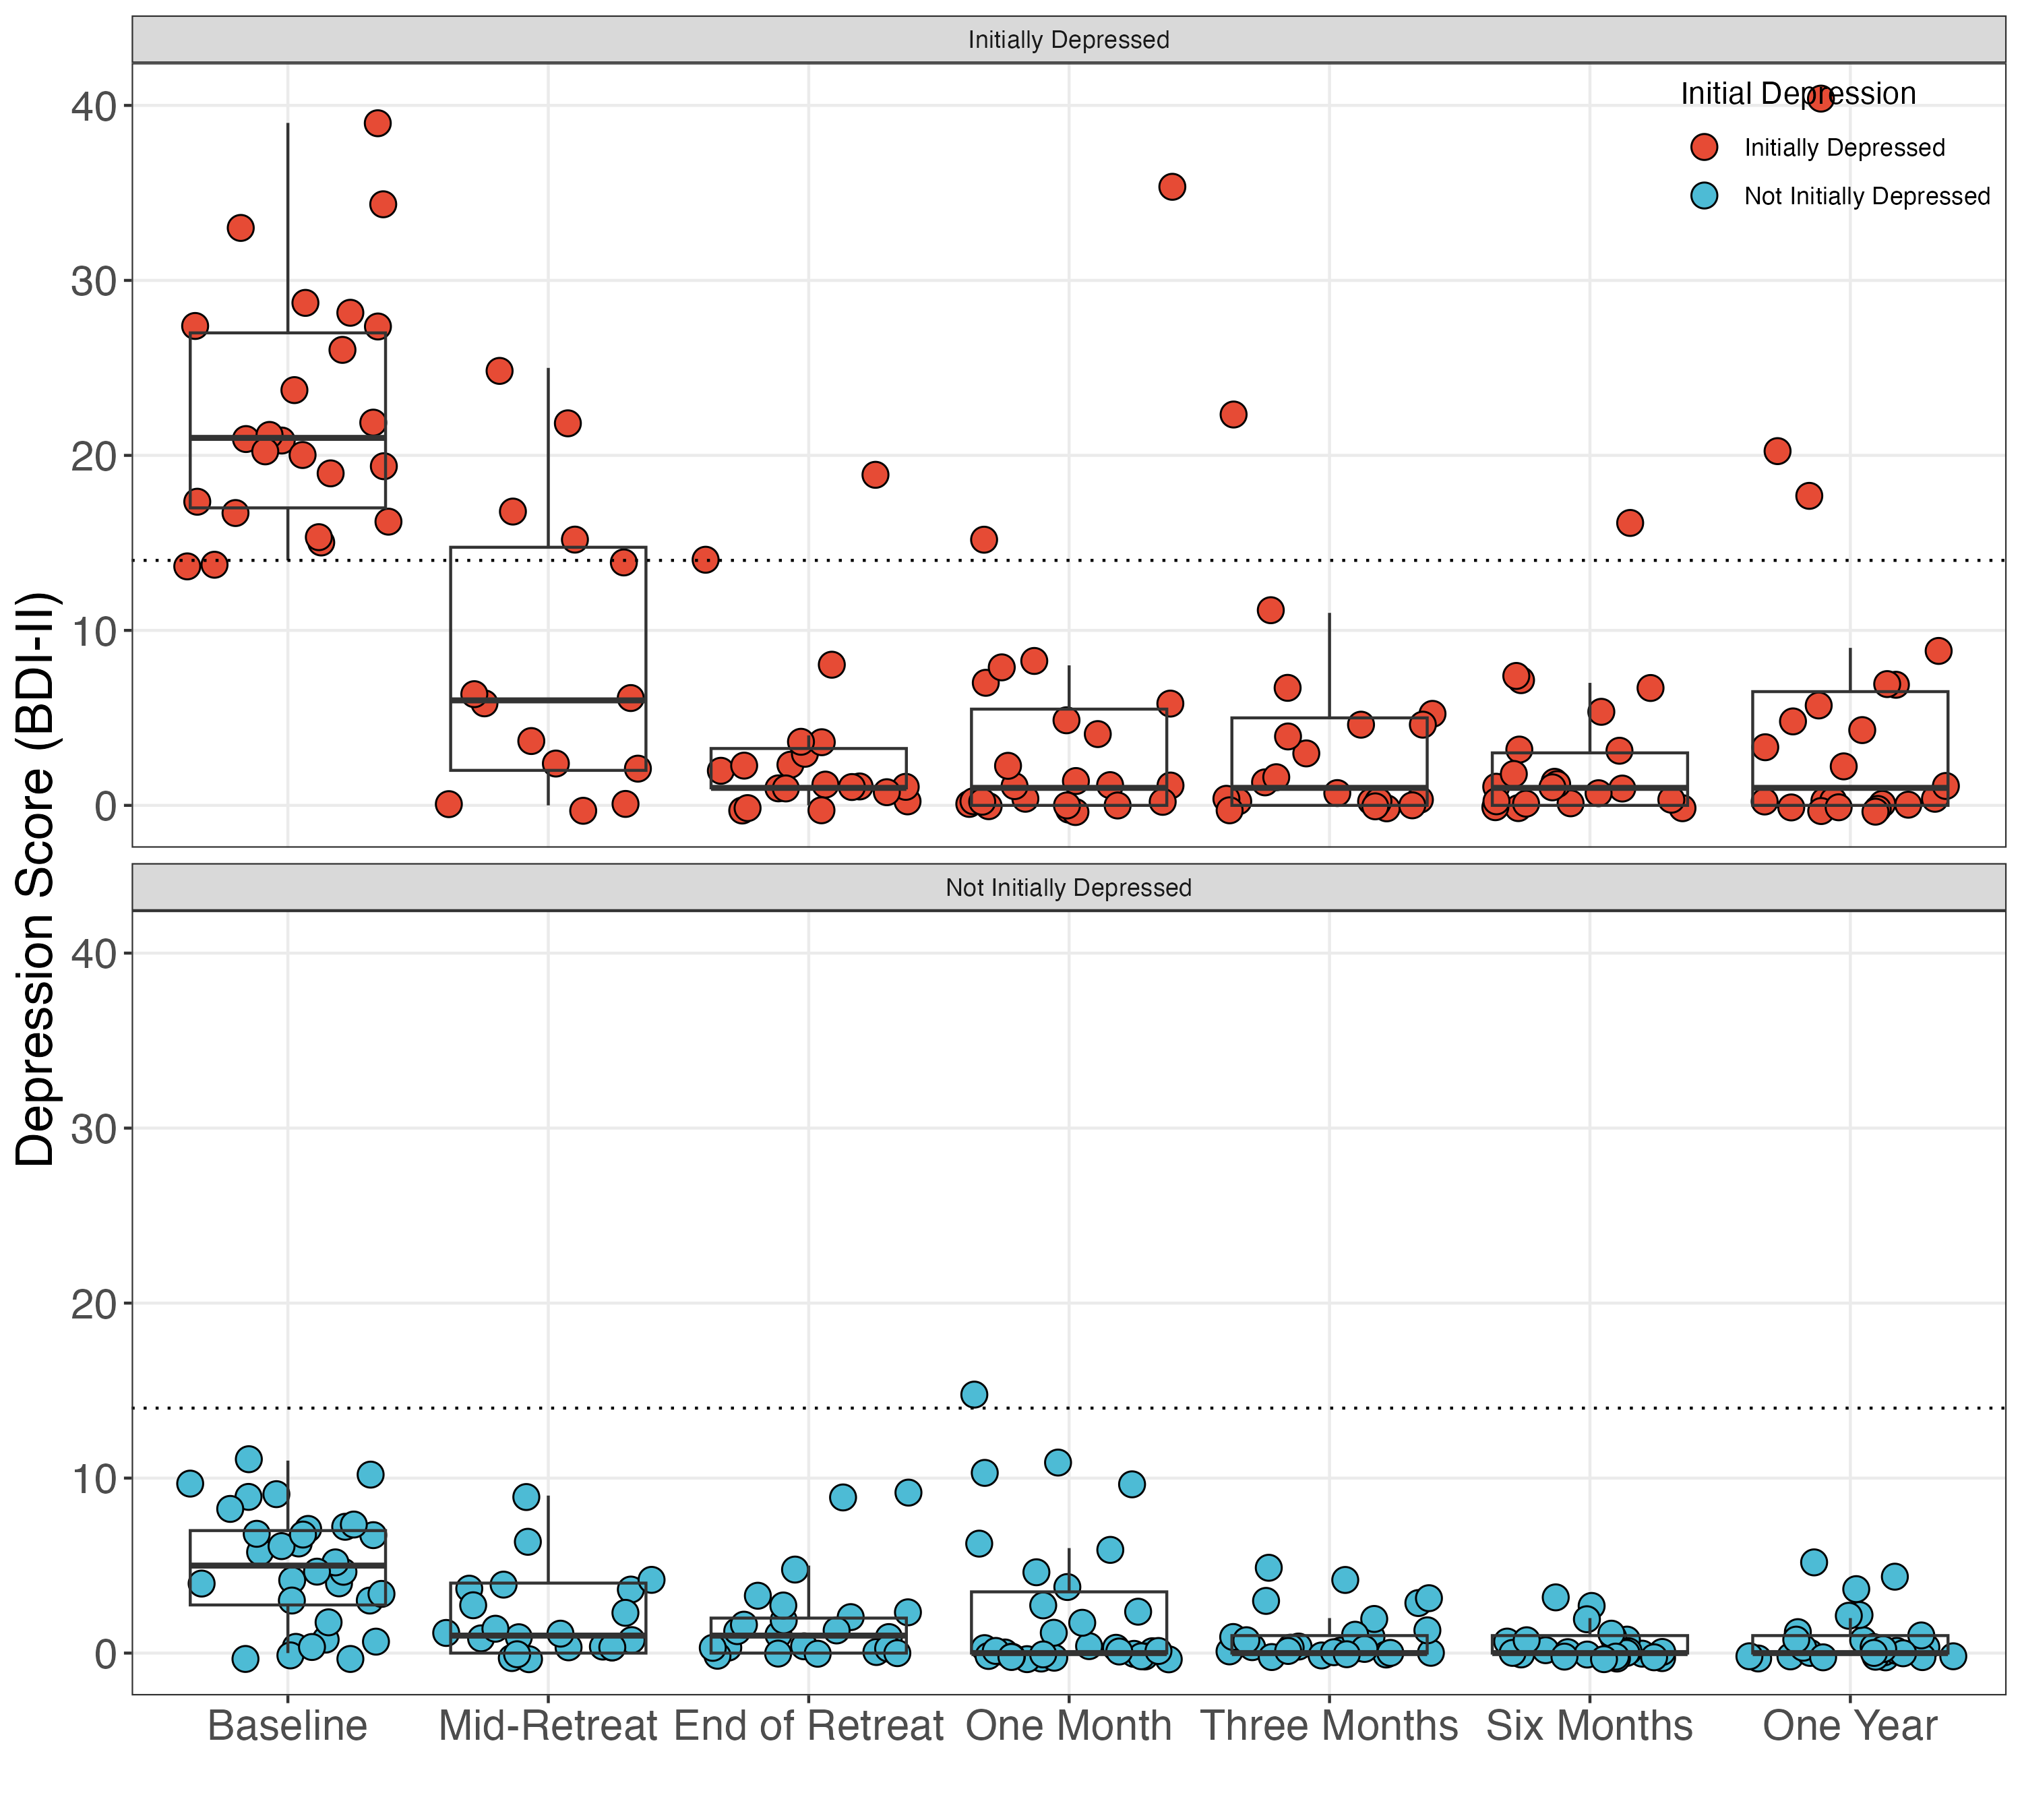 Initially Depressed
Initial Depression
Initially Depressed
Not Initially Depressed
40
30
20
10
0
Depression Score (BDI-II)
Not Initially Depressed
40
30
20
10
0
Baseline Mid-Retreat End of Retreat One Month Three Months Six Months One Year